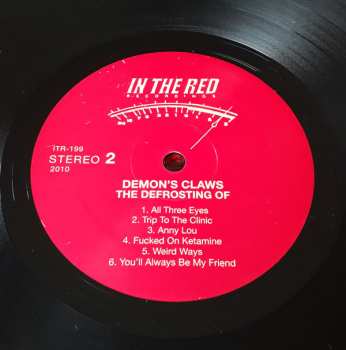 IN THE RED
RECORDINGS
ITR-199
STEREO 2
2010
DEMON'S CLAWS
THE DEFROSTING OF
1. All Three Eyes
2. Trip To The Clinic
3. Anny Lou
4. Fucked On Ketamine
5. Weird Ways
6. You'll Always Be My Friend